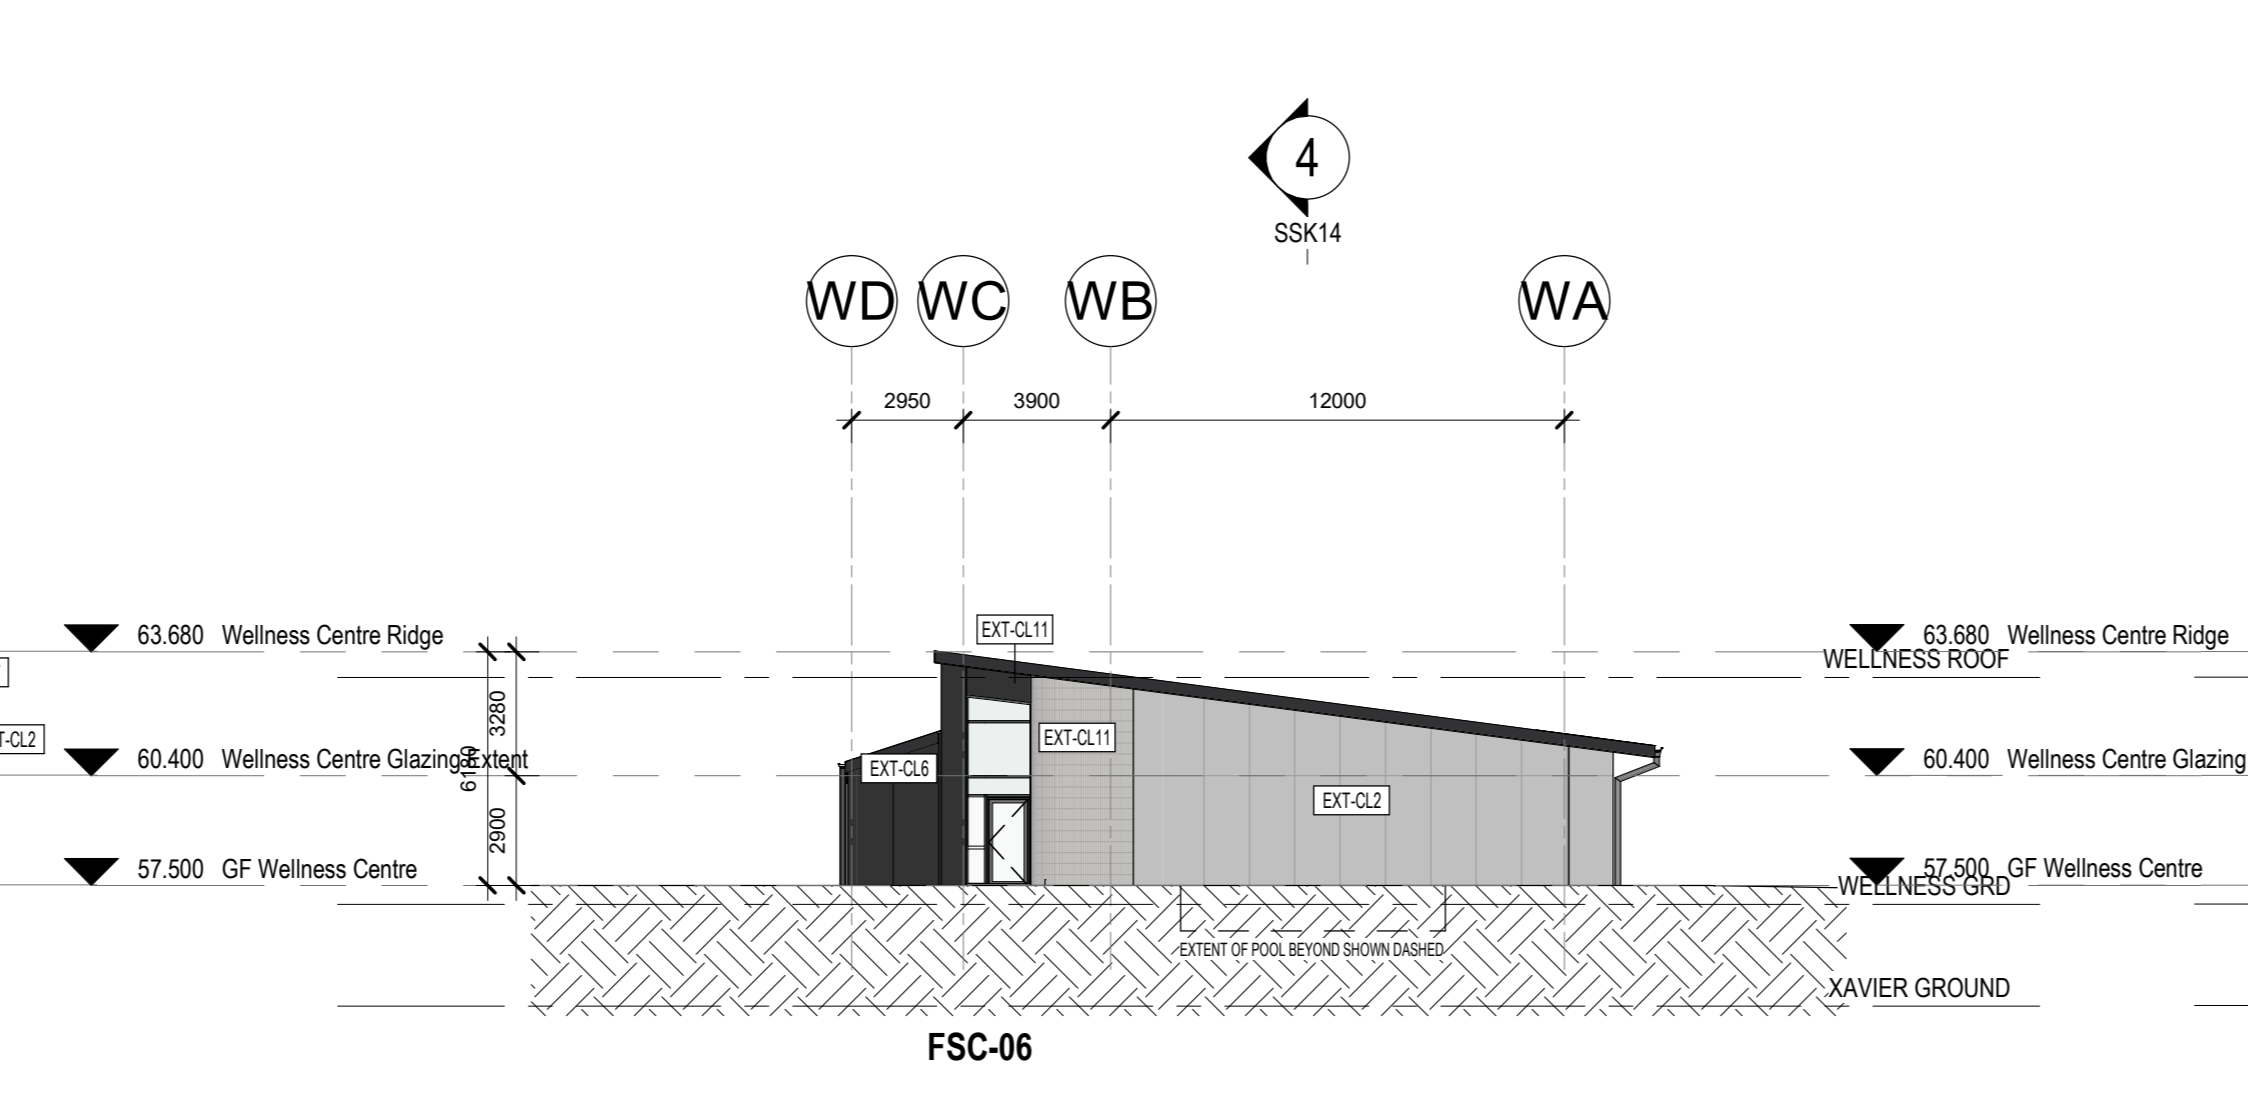 4
SSK14
WD
WC
WB
WA
2950
3900
12000
EXT-CL11
63.680 Wellness Centre Ridge
63.680 Wellness Centre Ridge
WELLNESS ROOF
3280
T-CL2
EXT-CL11
60.400 Wellness Centre Glazing Extent
6180
EXT-CL6
60.400 Wellness Centre Glazing
EXT-CL2
2900
57.500 GF Wellness Centre
57.500 GF Wellness Centre
WELLNESS GRD
EXTENT OF POOL BEYOND SHOWN DASHED
XAVIER GROUND
FSC-06